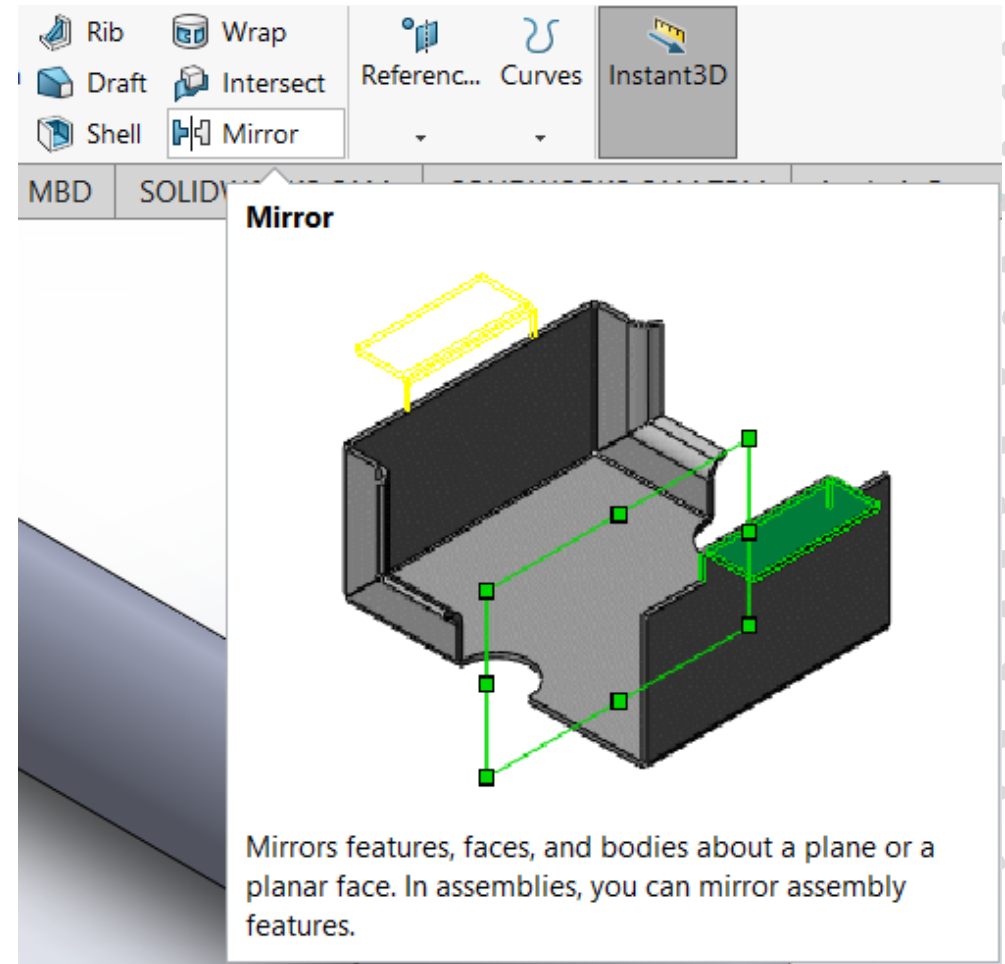 Rib
Wrap
Draft
Intersect
Shell
Mirror
Referenc...
Curves
Instant3D
MBD
Mirror
Mirrors features, faces, and bodies about a plane or a
planar face. In assemblies, you can mirror assembly
features.